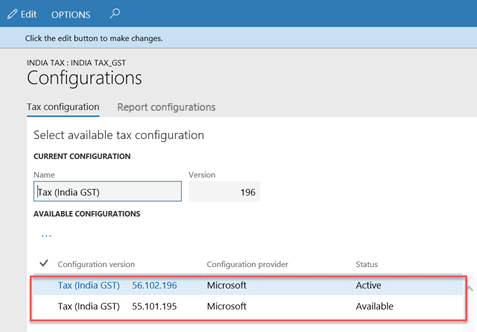 Edit OPTIONS
Click the edit button to make changes.
INDIA TAX : INDIA TAX_GST
Configurations
Tax configuration Report configurations
Select available tax configuration
CURRENT CONFIGURATION
Name Version
Tax (India GST) 196
AVAILABLE CONFIGURATIONS
...
Configuration version Configuration provider Status
Tax (India GST) 56.102.196 Microsoft Active
Tax (India GST) 55.101.195 Microsoft Available